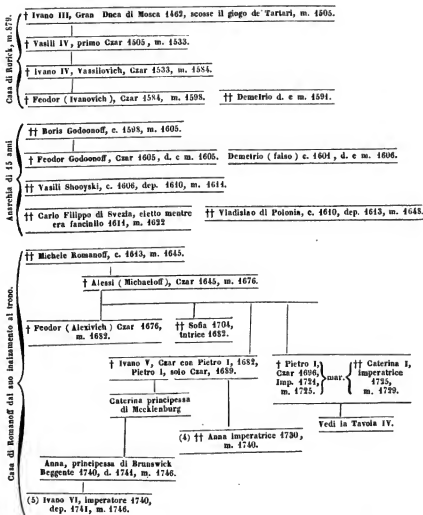 Casa di Rurick, m. 879.
† Ivano III, Gran Duca di Mosca 1462, scosse il giogo de' Tartari, m. 1505.
† Vasili IV, primo Czar 1505, m. 1533.
† Ivano III, Vassilovich, Czar 1533, m. 1584.
† Feodor (Ivanovich), Czar 1584, m. 1598.
†† Demetrio d. e m. 1591.
Anarchia di 15 anni
†† Boris Godoonoff, c. 1598, m. 1605.
† Feodor Godoonoff, Czar 1605, d. e m. 1605.
Demetrio (falso) c. 1604, d. e m. 1606.
†† Vasili Shooyski, c. 1606, dep. 1610, m. 1614.
†† Carlo Filippo di Svezia, eletto mentre
era fanciullo 1611, m. 1622
†† Vladislao di Polonia, c. 1610, dep. 1613, m. 1648.
Casa di Romanoff dal suo inalzamento al trono.
†† Michele Romanoff, c. 1613, m. 1645.
† Alessi (Michaeloff), Czar 1645, m. 1676.
† Feodor (Alexivich) Czar 1676,
m. 1682.
†† Sofia 1704,
tutrice 1682.
† Ivano V, Czar con Pietro I, 1682,
Pietro I, solo Czar, 1689.
† Pietro I,
Czar 1696,
Imp. 1721,
m. 1725.
mar.
†† Caterina I,
imperatrice
1725,
m. 1729.
Caterina principessa
di Mecklenburg
Vedi la Tavola IV.
(4) †† Anna imperatrice 1730,
m. 1740.
Anna, principessa di Brunswick
Reggente 1740, d. 1741, m. 1746.
(5) Ivano VI, imperatore 1740,
dep. 1741, m. 1746.